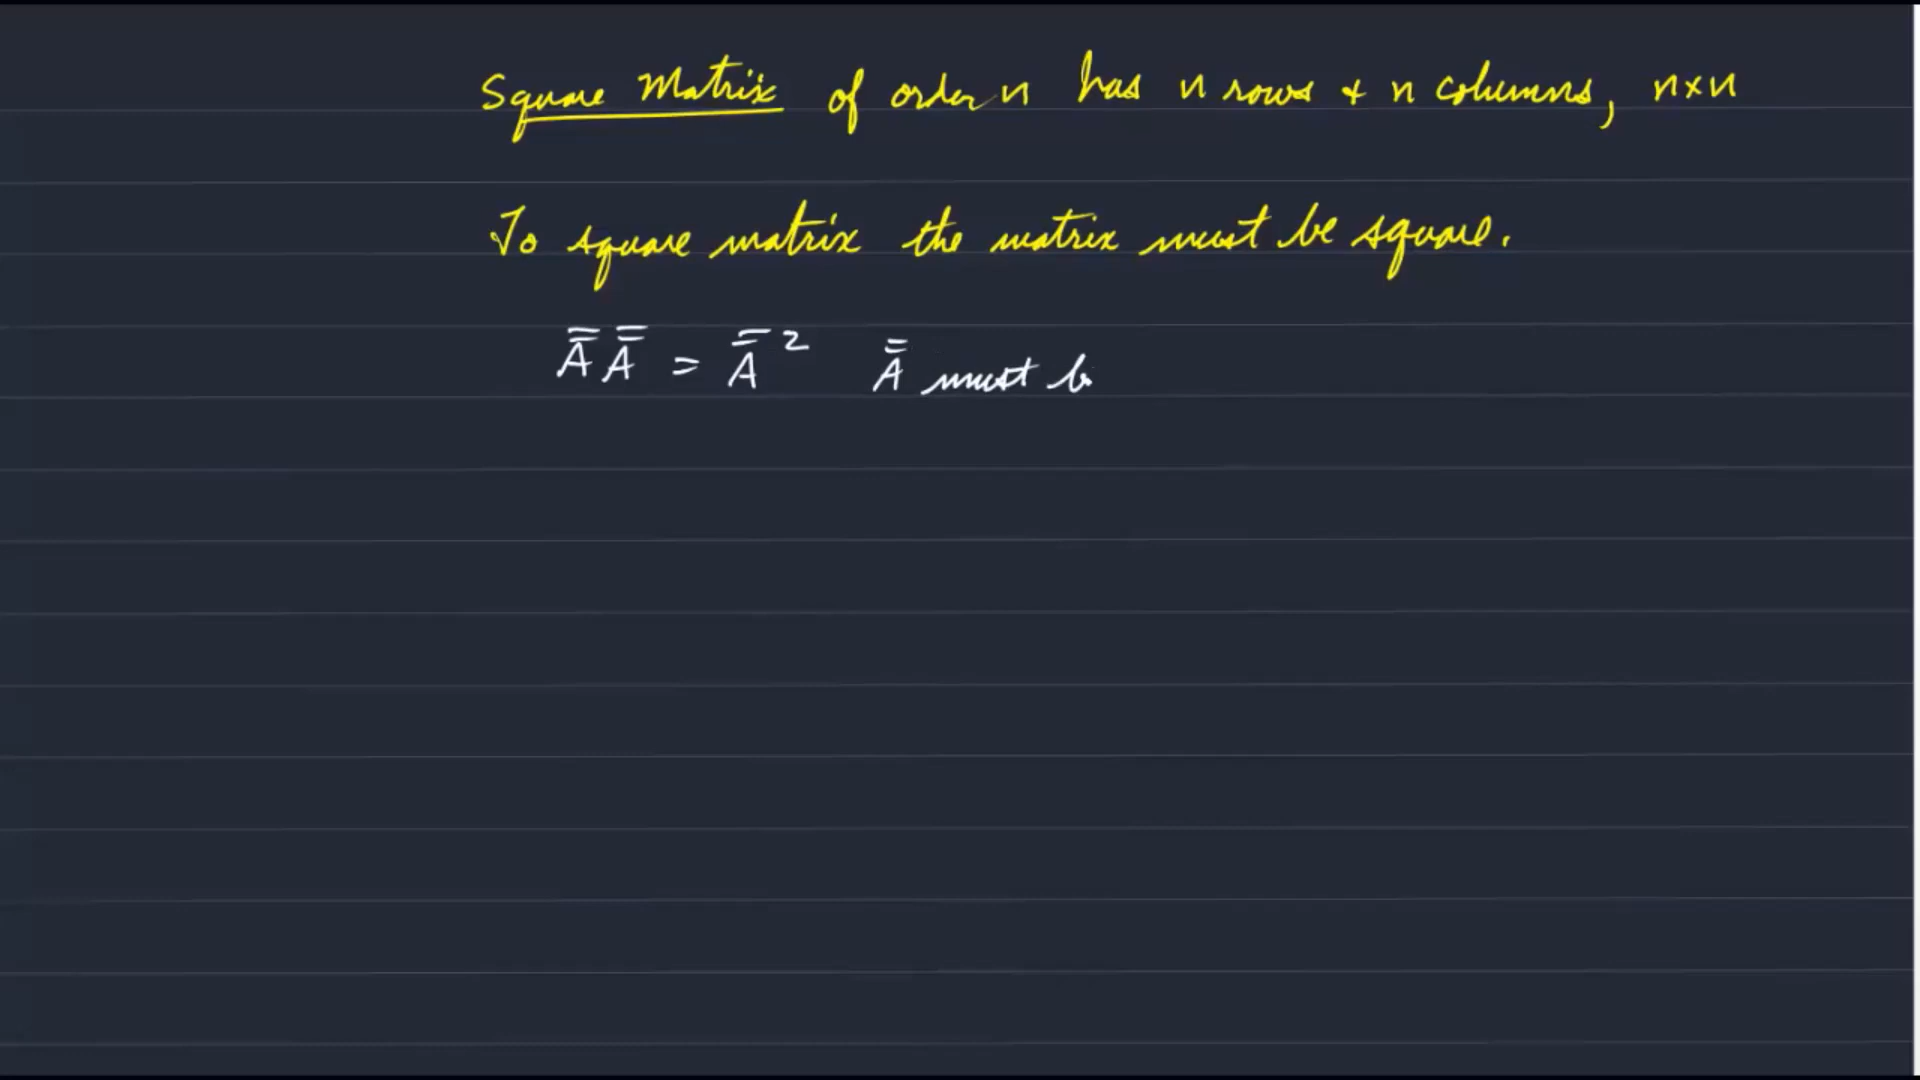 Square Matrix of order n has n rows + n columns, n×n
To square matrix the matrix must be square.
A̿ A̿ = A̿² A̿ must b